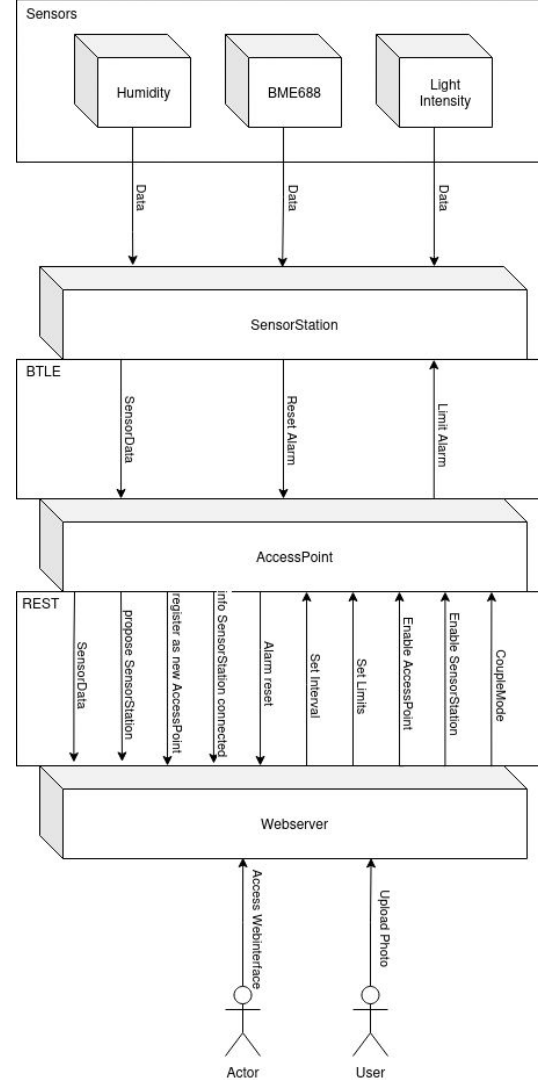 Sensors
Humidity
BME688
Light
Intensity
Data
Data
Data
SensorStation
BTLE
SensorData
Reset Alarm
Limit Alarm
AccessPoint
REST
SensorData
propose SensorStation
register as new AccessPoint
info SensorStation connected
Alarm reset
Set Interval
Set Limits
Enable AccessPoint
Enable SensorStation
CoupleMode
Webserver
Access Webinterface
Upload Photo
Actor
User